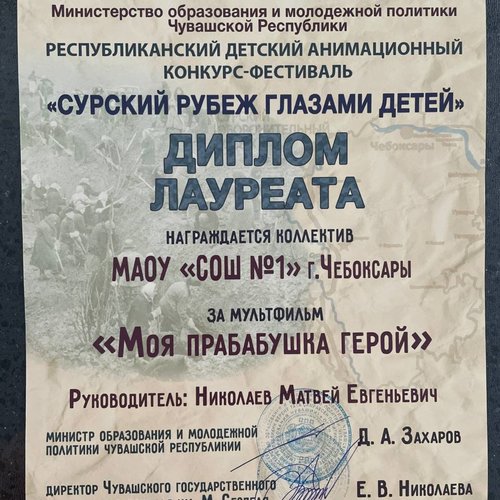 Министерство образования и молодежной политики
Чувашской Республики
РЕСПУБЛИКАНСКИЙ ДЕТСКИЙ АНИМАЦИОННЫЙ
КОНКУРС-ФЕСТИВАЛЬ
«СУРСКИЙ РУБЕЖ ГЛАЗАМИ ДЕТЕЙ»
Чебоксары
ДИПЛОМ
ЛАУРЕАТА
НАГРАЖДАЕТСЯ КОЛЛЕКТИВ
МАОУ «СОШ №1» г.Чебоксары
ЗА МУЛЬТФИЛЬМ
«Моя прабабушка герой»
Руководитель: Николаев Матвей Евгеньевич
МИНИСТР ОБРАЗОВАНИЯ И МОЛОДЕЖНОЙ
ПОЛИТИКИ ЧУВАШСКОЙ РЕСПУБЛИКИ
Д. А. Захаров
ДИРЕКТОР ЧУВАШСКОГО ГОСУДАРСТВЕННОГО
Е. В. Николаева